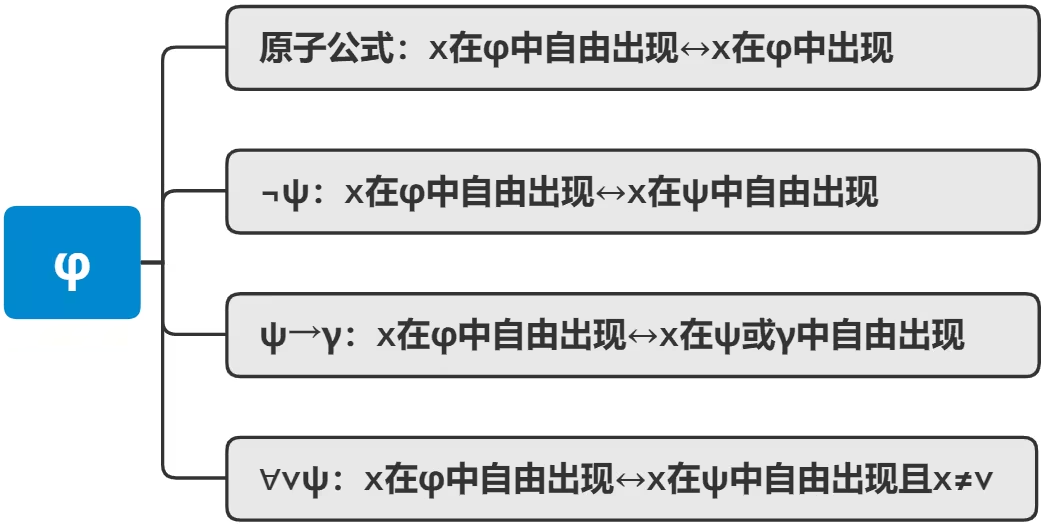 原子公式：x在φ中自由出现↔x在φ中出现
¬ψ：x在φ中自由出现↔x在ψ中自由出现
φ
ψ→γ：x在φ中自由出现↔x在ψ或γ中自由出现
∀vψ：x在φ中自由出现↔x在ψ中自由出现且x≠v